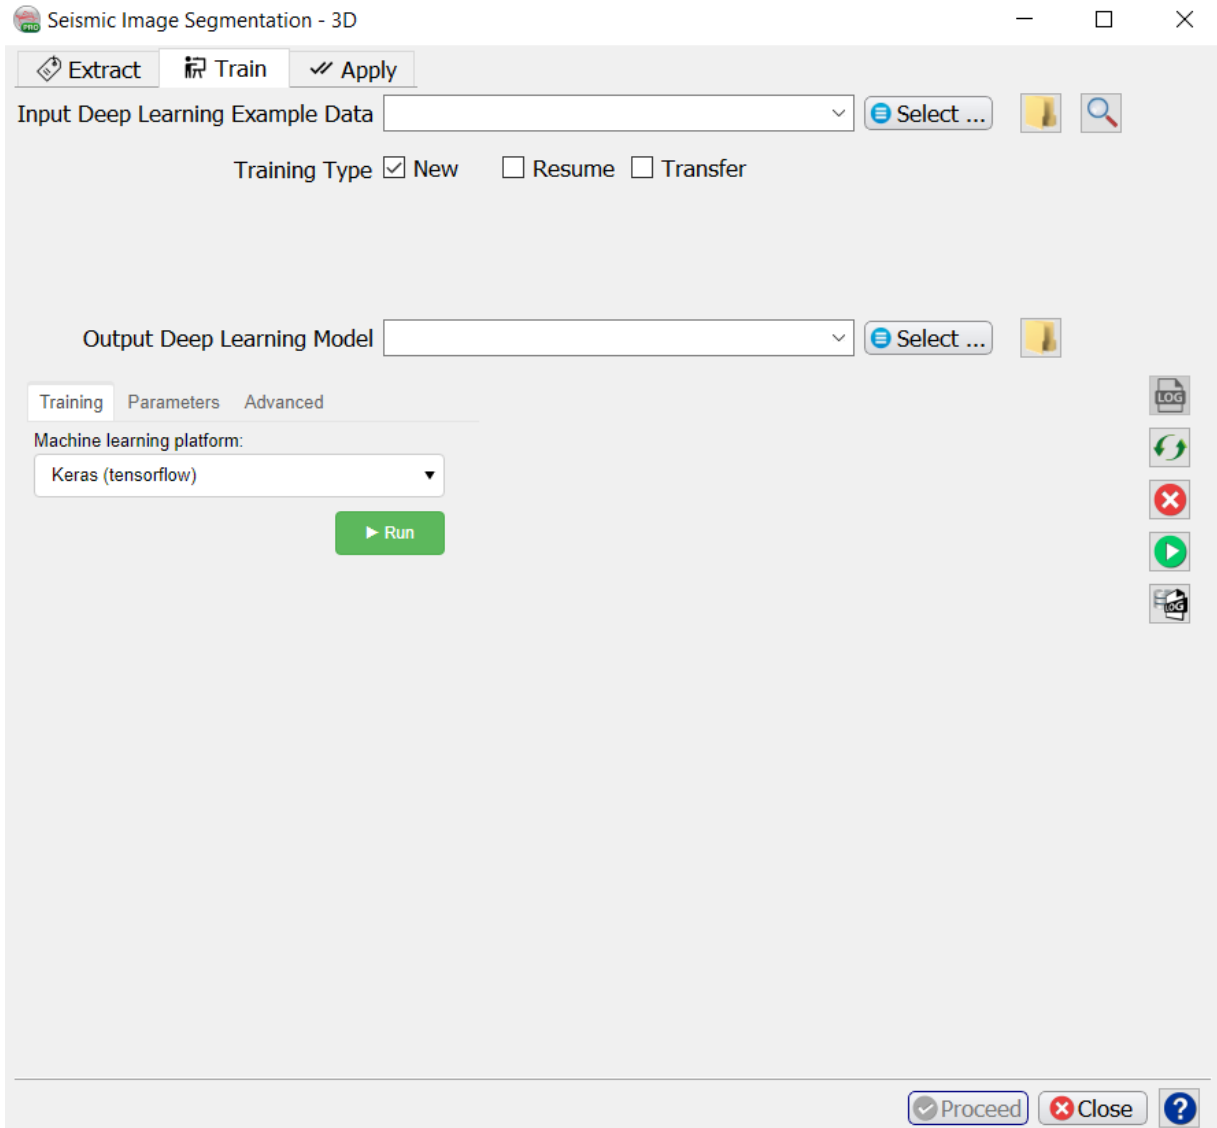 PRO
Seismic Image Segmentation - 3D
Extract Train Apply
Input Deep Learning Example Data Select ...
Training Type New Resume Transfer
Output Deep Learning Model Select ...
Training Parameters Advanced
LOG
Machine learning platform:
Keras (tensorflow)
Run
LOG
Proceed Close ?